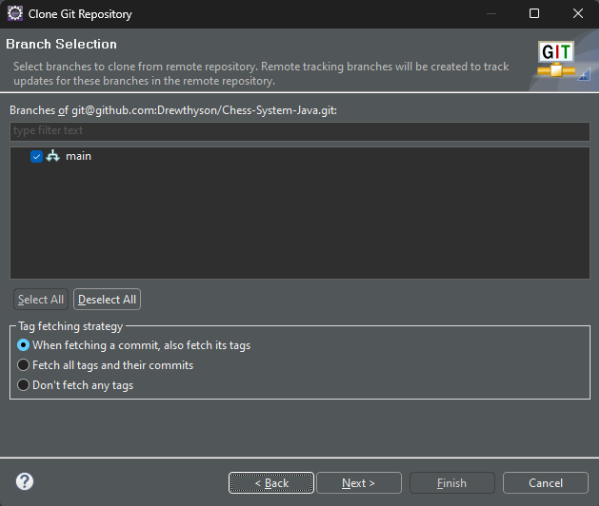 Clone Git Repository
Branch Selection
Select branches to clone from remote repository. Remote tracking branches will be created to track
updates for these branches in the remote repository.
GIT
Branches of git@github.com:Drewthyson/Chess-System-Java.git:
type filter text
main
Select All
Deselect All
Tag fetching strategy
When fetching a commit, also fetch its tags
Fetch all tags and their commits
Don't fetch any tags
?
< Back
Next >
Finish
Cancel